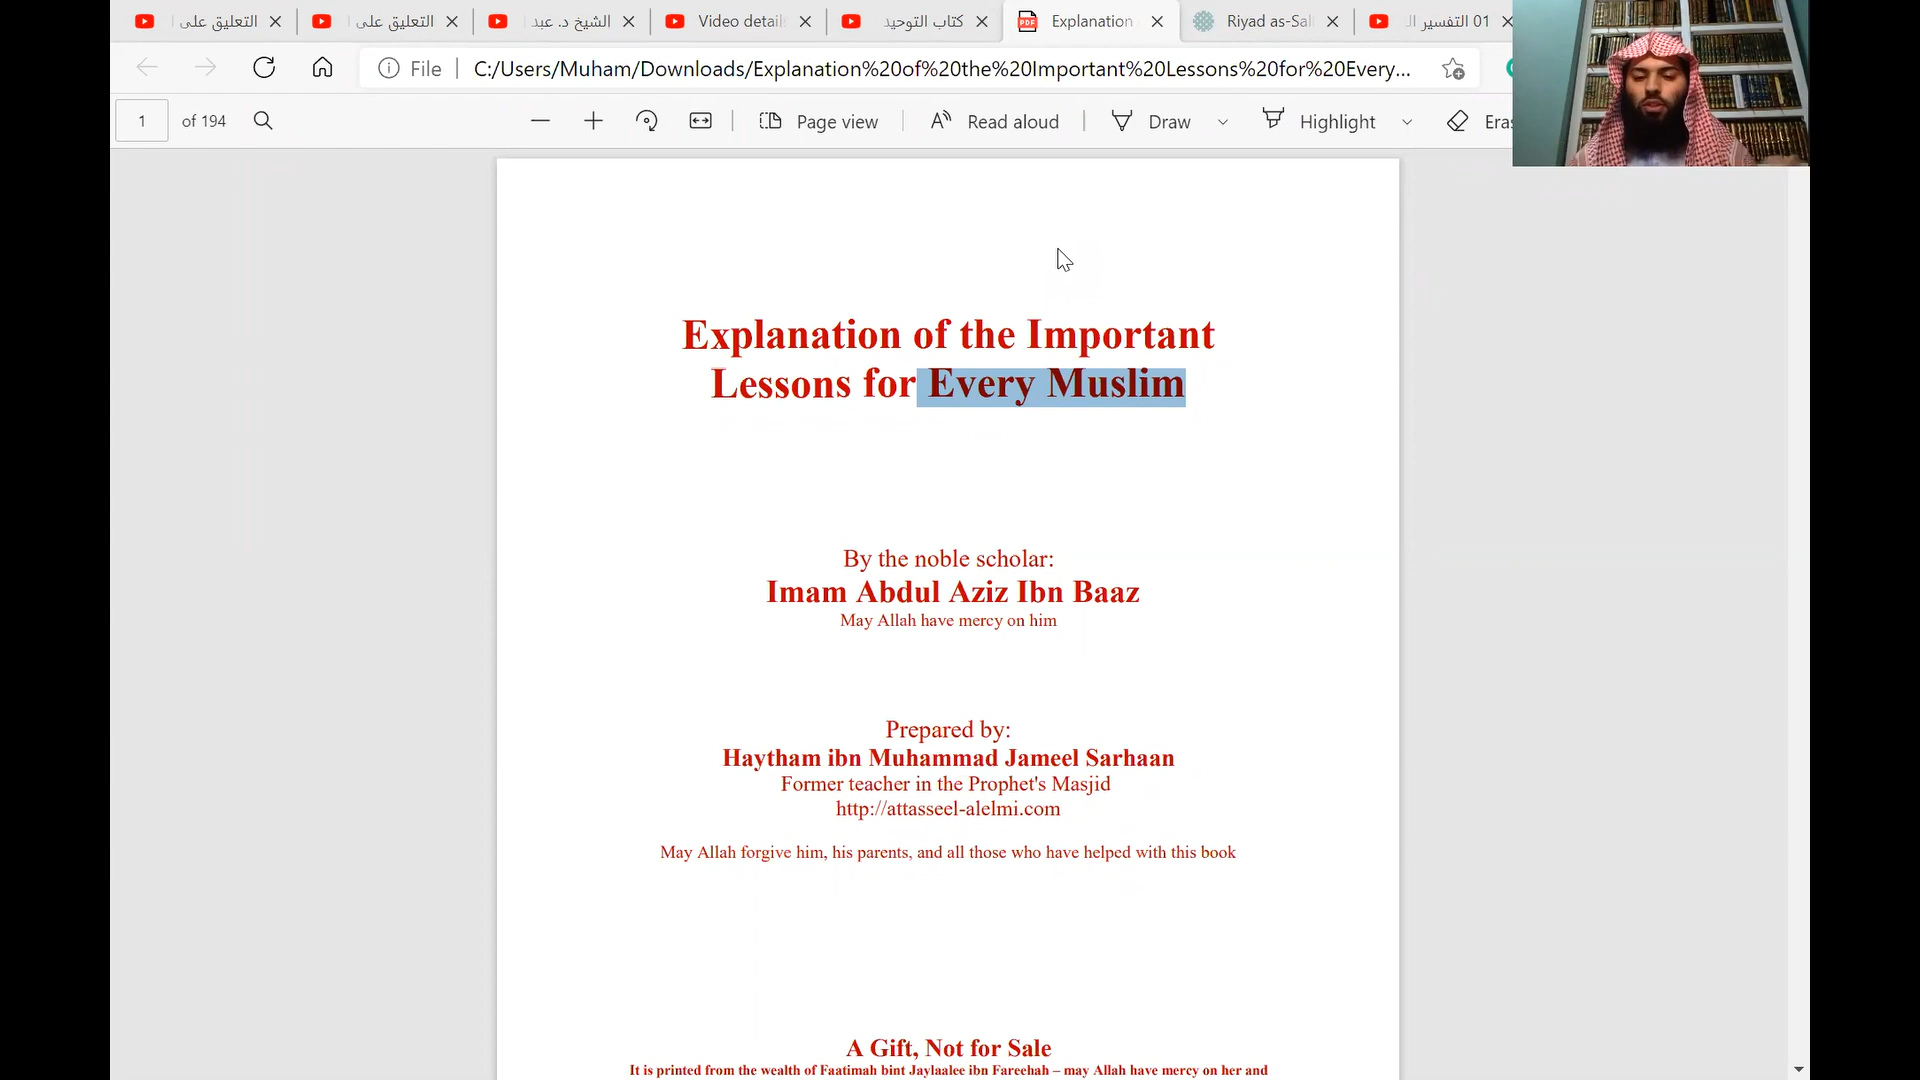 التعليق على
التعليق على
الشيخ د. عبد
Video detail
كتاب التوحيد
Explanation
Riyad as-Sal
01 التفسير ال
File
C:/Users/Muham/Downloads/Explanation%20of%20the%20Important%20Lessons%20for%20Every...
1 of 194
Page view
Read aloud
Draw
Highlight
Eras
Explanation of the Important
Lessons for Every Muslim
By the noble scholar:
Imam Abdul Aziz Ibn Baaz
May Allah have mercy on him
Prepared by:
Haytham ibn Muhammad Jameel Sarhaan
Former teacher in the Prophet's Masjid
http://attasseel-alelmi.com
May Allah forgive him, his parents, and all those who have helped with this book
A Gift, Not for Sale
It is printed from the wealth of Faatimah bint Jaylaalee ibn Fareehah – may Allah have mercy on her and